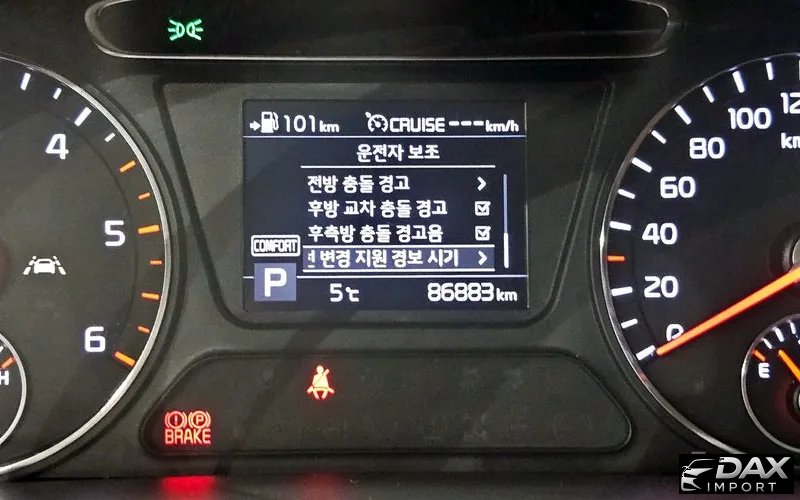 101km CRUISE ---km/h
운전자 보조
전방 충돌 경고
후방 교차 충돌 경고
후측방 충돌 경고음
변경 지원 경보 시기
COMFORT
P
5℃ 86883km
4
5
6
H
0
20
40
60
80
100
km
E
(!)(P)
BRAKE
DAX
IMPORT